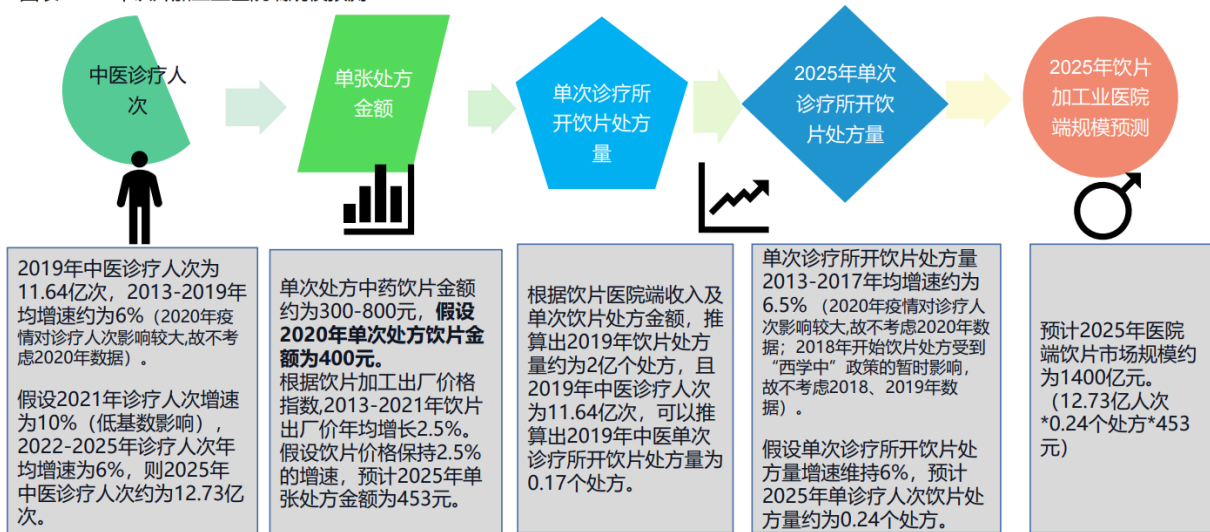 中医诊疗人
次
单张处方
金额
单次诊疗所
开饮片处方
量
2025年单次
诊疗所开饮
片处方量
2025年饮片
加工业医院
端规模预测
2019年中医诊疗人次为
11.64亿次，2013-2019年
均增速约为6%（2020年疫
情对诊疗人次影响较大,故不考
虑2020年数据）。
假设2021年诊疗人次增速
为10%（低基数影响），
2022-2025年诊疗人次年
均增速为6%，则2025年
中医诊疗人次约为12.73亿
次。
单次处方中药饮片金额
约为300-800元，假设
2020年单次处方饮片金
额为400元。
根据饮片加工出厂价格
指数,2013-2021年饮片
出厂价年均增长2.5%。
假设饮片价格保持2.5%
的增速，预计2025年单
张处方金额为453元。
根据饮片医院端收入及
单次饮片处方金额，推
算出2019年饮片处方
量约为2亿个处方，且
2019年中医诊疗人次
为11.64亿次，可以推
算出2019年中医单次
诊疗所开饮片处方量为
0.17个处方。
单次诊疗所开饮片处方量
2013-2017年均增速约为
6.5%（2020年疫情对诊疗人
次影响较大,故不考虑2020年数
据；2018年开始饮片处方受到
“西学中”政策的暂时影响，
故不考虑2018、2019年数
据）。
假设单次诊疗所开饮片处
方量增速维持6%，预计
2025年单诊疗人次饮片处
方量约为0.24个处方。
预计2025年医院
端饮片市场规模约
为1400亿元。
（12.73亿人次
*0.24个处方*453
元）